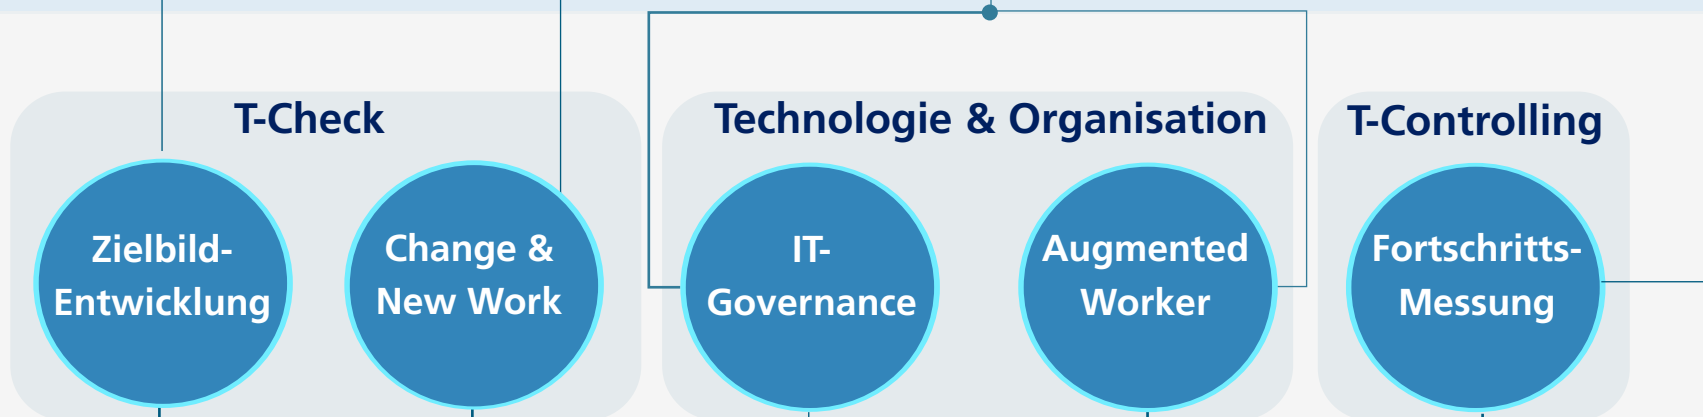 T-Check
Zielbild-
Entwicklung
Change &
New Work
Technologie & Organisation
IT-
Governance
Augmented
Worker
T-Controlling
Fortschritts-
Messung